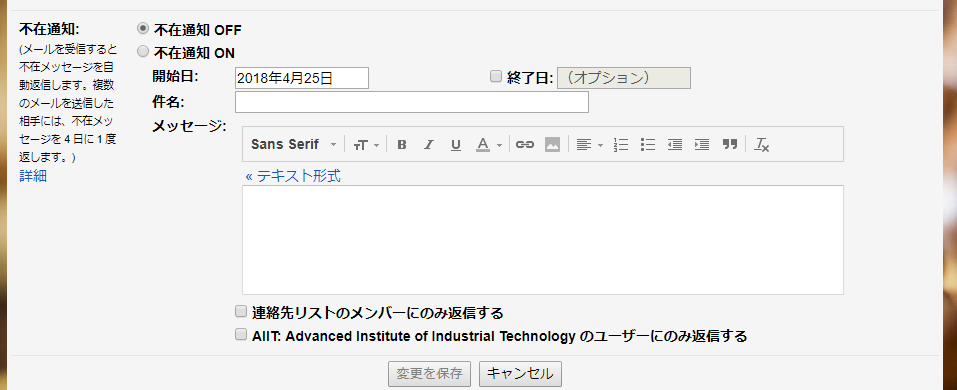 不在通知:
(メールを受信すると
不在メッセージを自
動返信します。複数
のメールを送信した
相手には、不在メッ
セージを 4 日に 1 度
返します。)
詳細
不在通知 OFF
不在通知 ON
開始日: 2018年4月25日 終了日: （オプション）
件名:
メッセージ:
Sans Serif
« テキスト形式
連絡先リストのメンバーにのみ返信する
AIIT: Advanced Institute of Industrial Technology のユーザーにのみ返信する
変更を保存 キャンセル